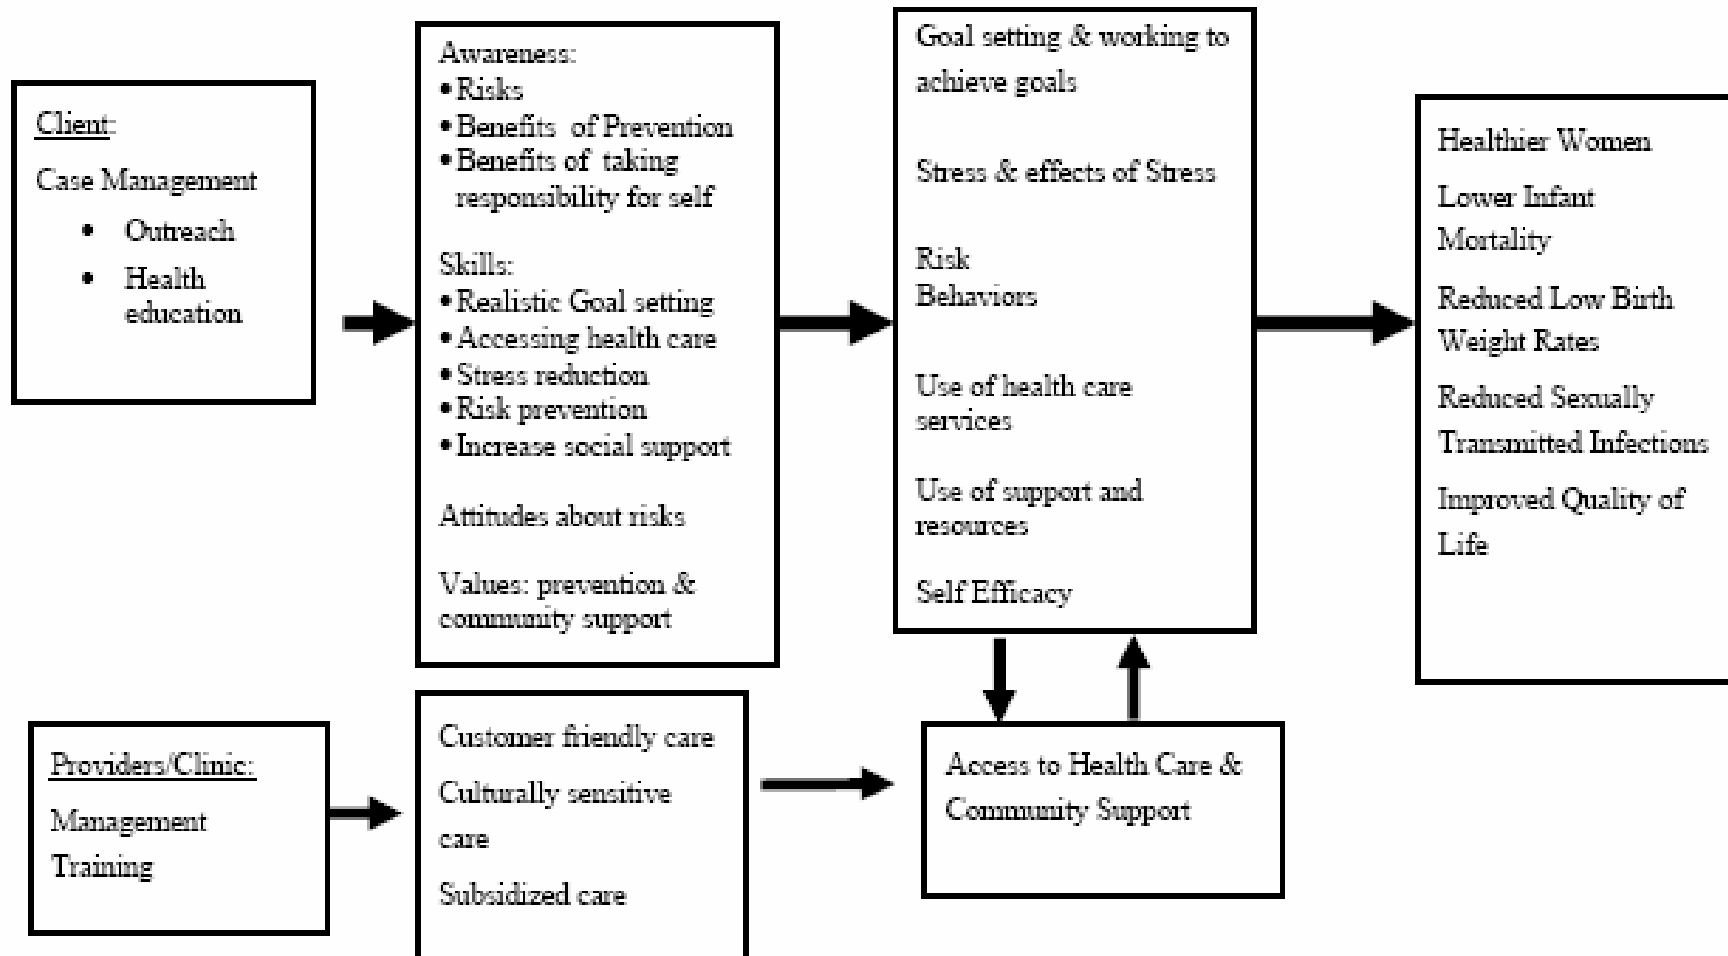 Client:
Case Management
• Outreach
• Health
education
Awareness:
•Risks
•Benefits of Prevention
•Benefits of taking
responsibility for self
Skills:
•Realistic Goal setting
•Accessing health care
•Stress reduction
•Risk prevention
•Increase social support
Attitudes about risks
Values: prevention &
community support
Goal setting & working to
achieve goals
Stress & effects of Stress
Risk
Behaviors
Use of health care
services
Use of support and
resources
Self Efficacy
Healthier Women
Lower Infant
Mortality
Reduced Low Birth
Weight Rates
Reduced Sexually
Transmitted Infections
Improved Quality of
Life
Providers/Clinic:
Management
Training
Customer friendly care
Culturally sensitive
care
Subsidized care
Access to Health Care &
Community Support